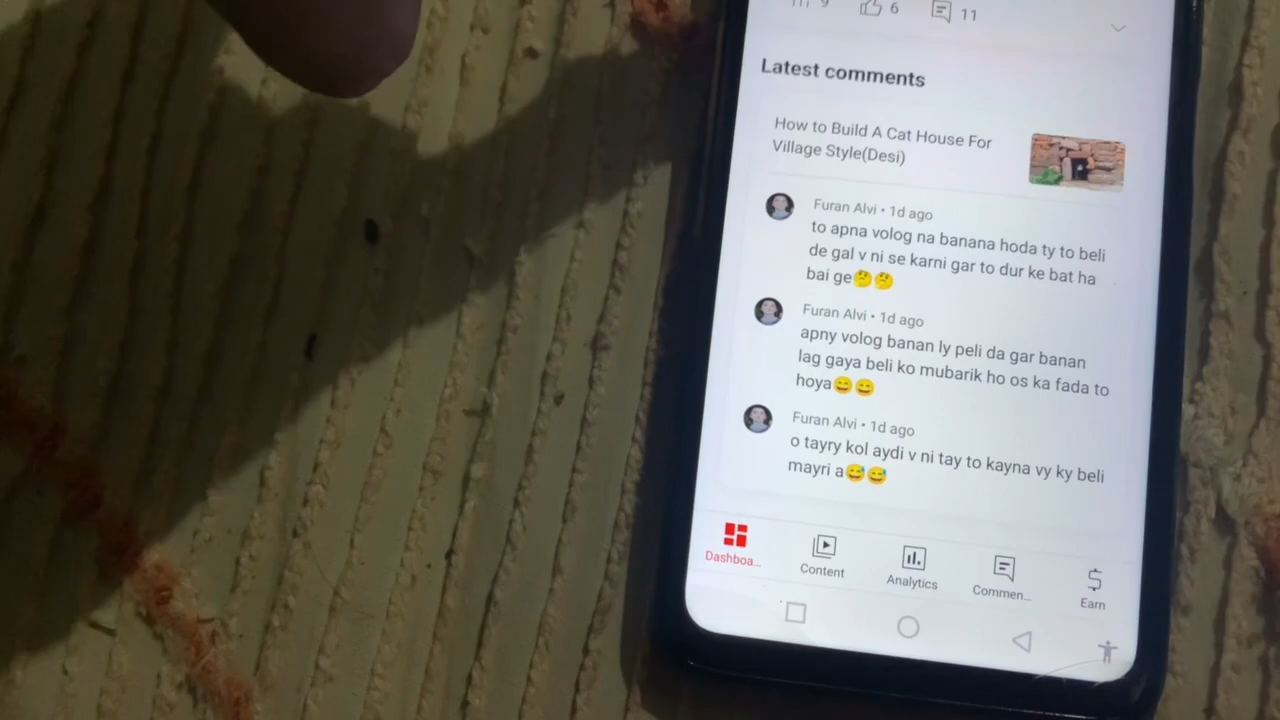 9 6 11
Latest comments
How to Build A Cat House For
Village Style(Desi)
Furan Alvi • 1d ago
to apna volog na banana hoda ty to beli
de gal v ni se karni gar to dur ke bat ha
bai ge🤔🤔
Furan Alvi • 1d ago
apny volog banan ly peli da gar banan
lag gaya beli ko mubarik ho os ka fada to
hoya😄😄
Furan Alvi • 1d ago
o tayry kol aydi v ni tay to kayna vy ky beli
mayri a😅😅
Dashboa... Content Analytics Commen... Earn